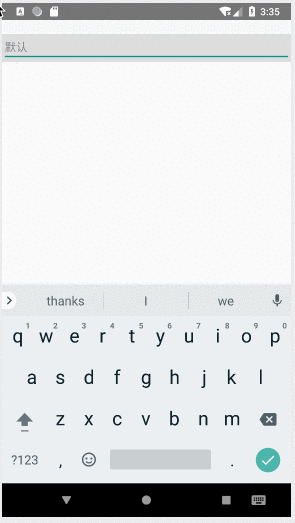 3:35
默认
thanks I we
1 2 3 4 5 6 7 8 9 0
q w e r t y u i o p
a s d f g h j k l
z x c v b n m
?123 , .